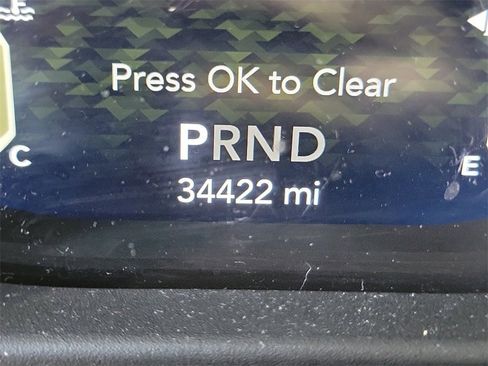 Press OK to Clear
PRND
C
E
34422 mi